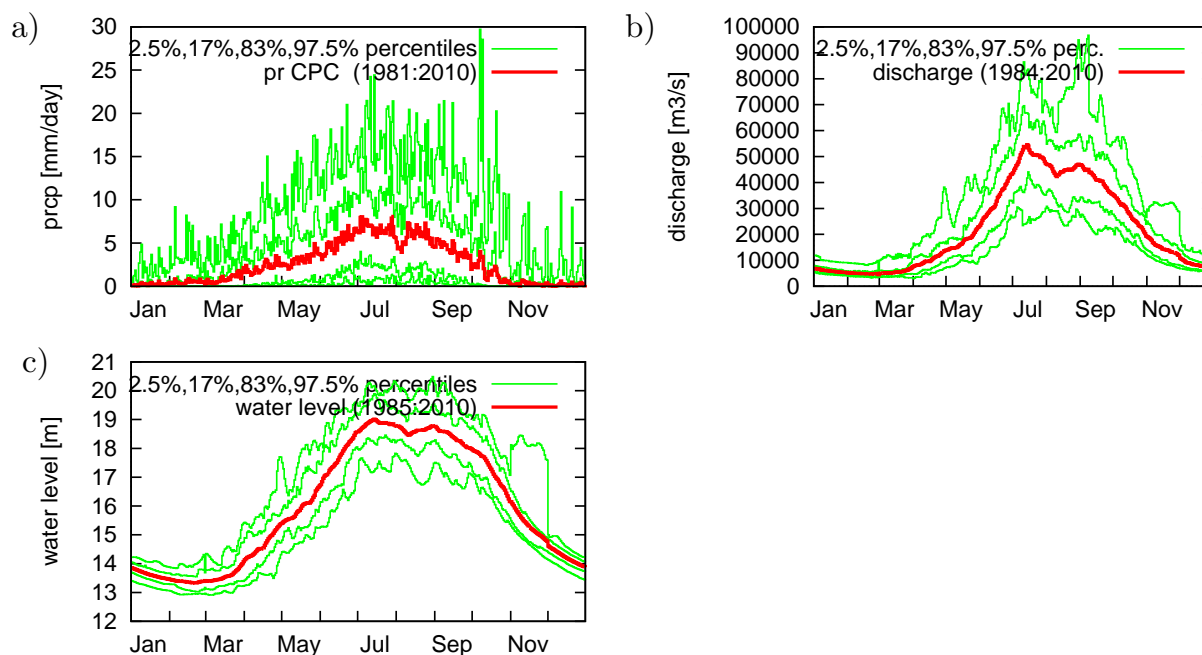 a)
30
25
20
15
10
5
0
prcp [mm/day]
2.5%,17%,83%,97.5% percentiles
pr CPC (1981:2010)
Jan Mar May Jul Sep Nov
b)
100000
90000
80000
70000
60000
50000
40000
30000
20000
10000
0
discharge [m3/s]
2.5%,17%,83%,97.5% perc.
discharge (1984:2010)
Jan Mar May Jul Sep Nov
c)
21
20
19
18
17
16
15
14
13
12
water level [m]
2.5%,17%,83%,97.5% percentiles
water level (1985:2010)
Jan Mar May Jul Sep Nov